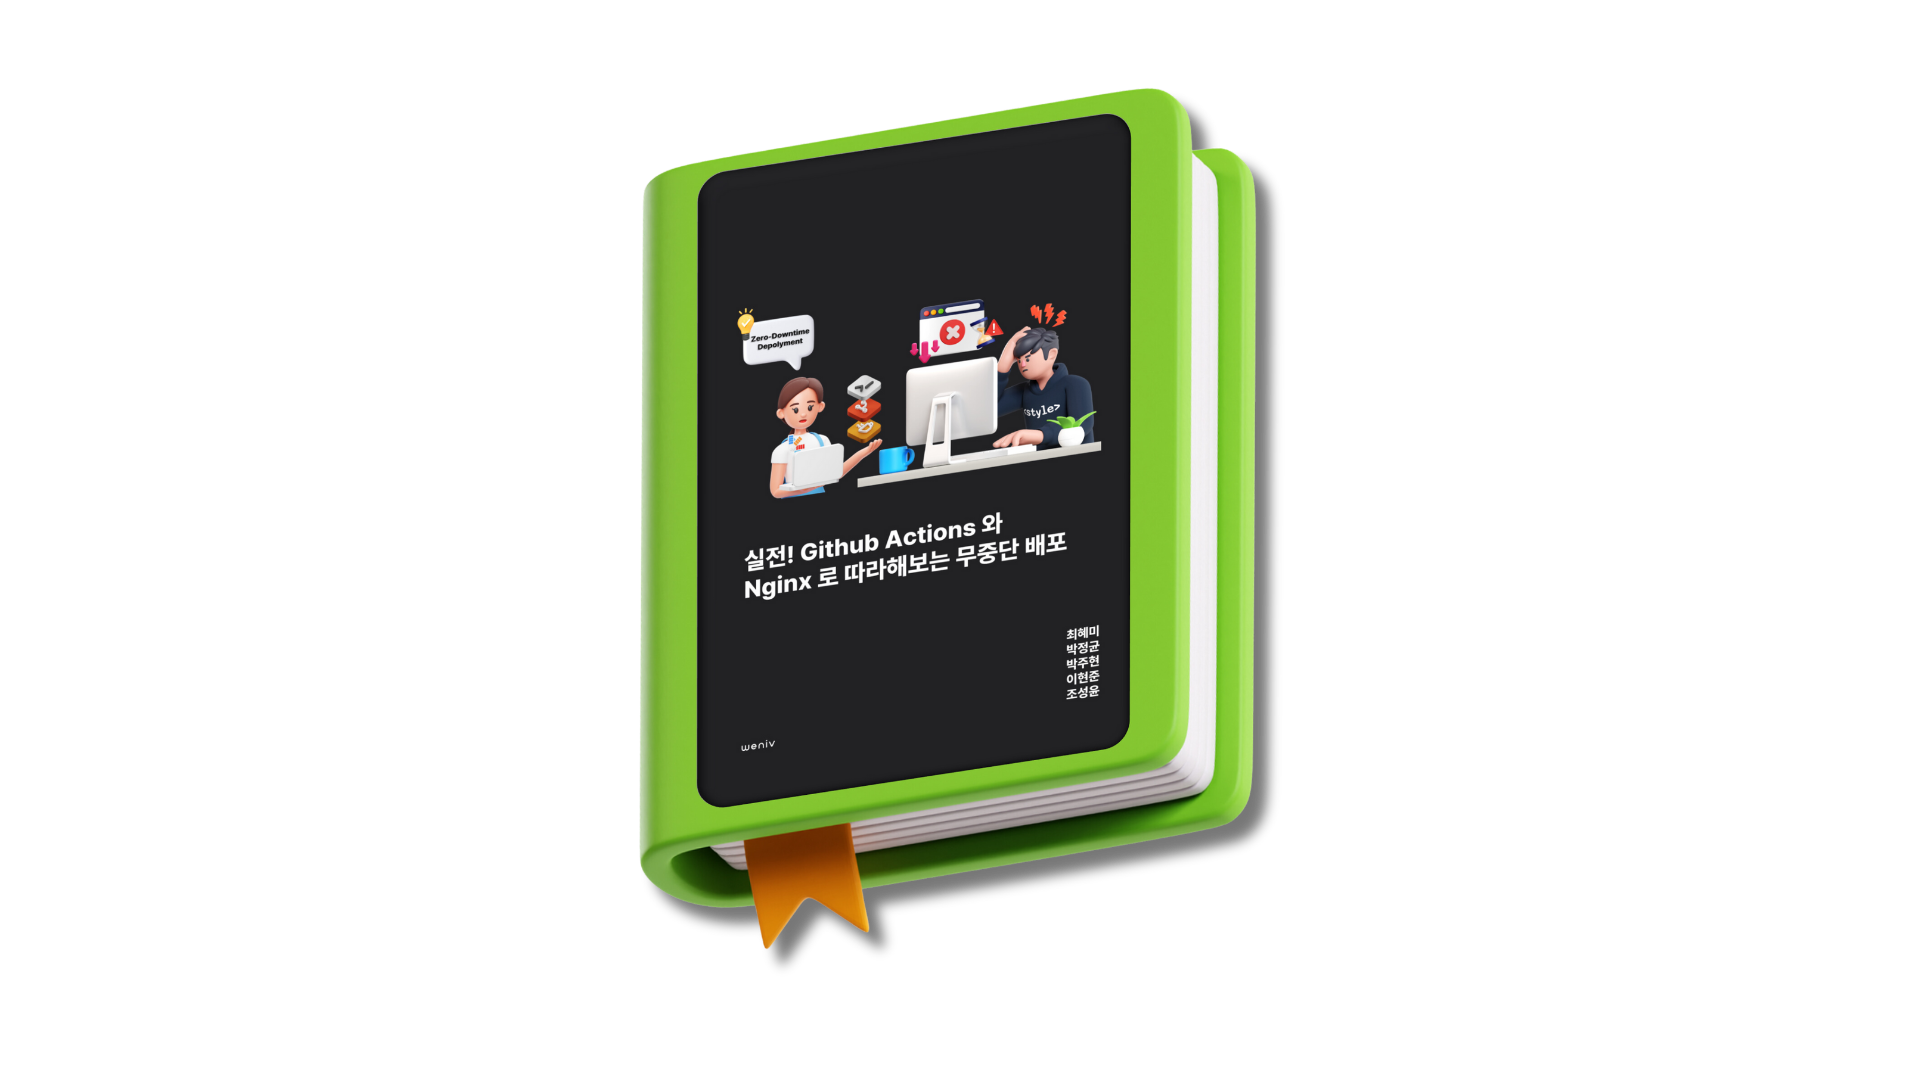 Zero-Downtime
Depolyment
<style>
실전! Github Actions 와
Nginx 로 따라해보는 무중단 배포
최혜미
박정균
박주현
이현준
조성윤
weniv